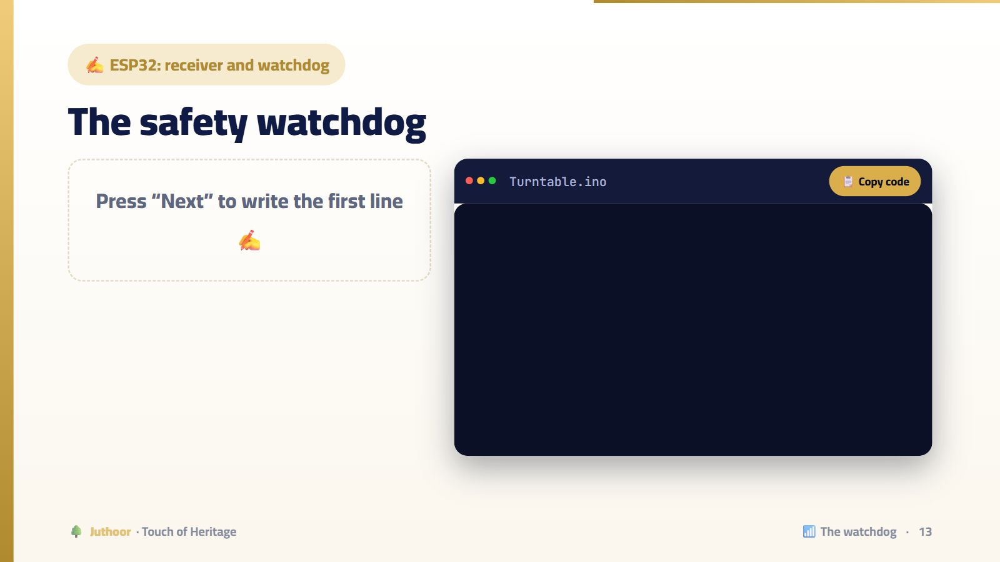 ✍️ ESP32: receiver and watchdog
The safety watchdog
Press “Next” to write the first line
✍️
Turntable.ino
📋 Copy code
🌳 Juthoor · Touch of Heritage
📶 The watchdog · 13